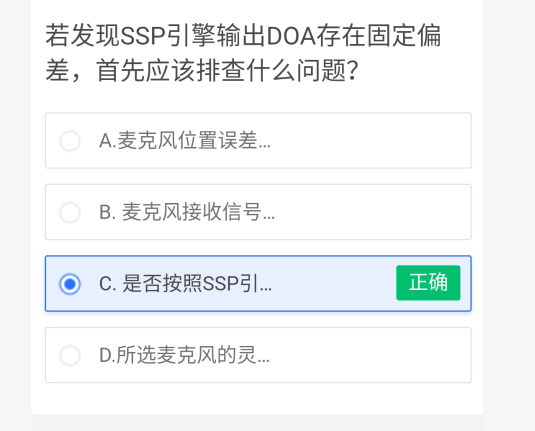 若发现SSP引擎输出DOA存在固定偏
差，首先应该排查什么问题？
A.麦克风位置误差...
B. 麦克风接收信号...
C. 是否按照SSP引... 正确
D.所选麦克风的灵...